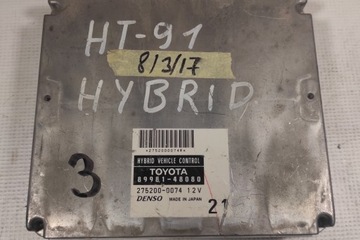 HT-91
8/3/17
HYBRID
*2752000074R*
HYBRID VEHICLE CONTROL
TOYOTA
89981-48080
275200-0074 12V
DENSO MADE IN JAPAN
3
21